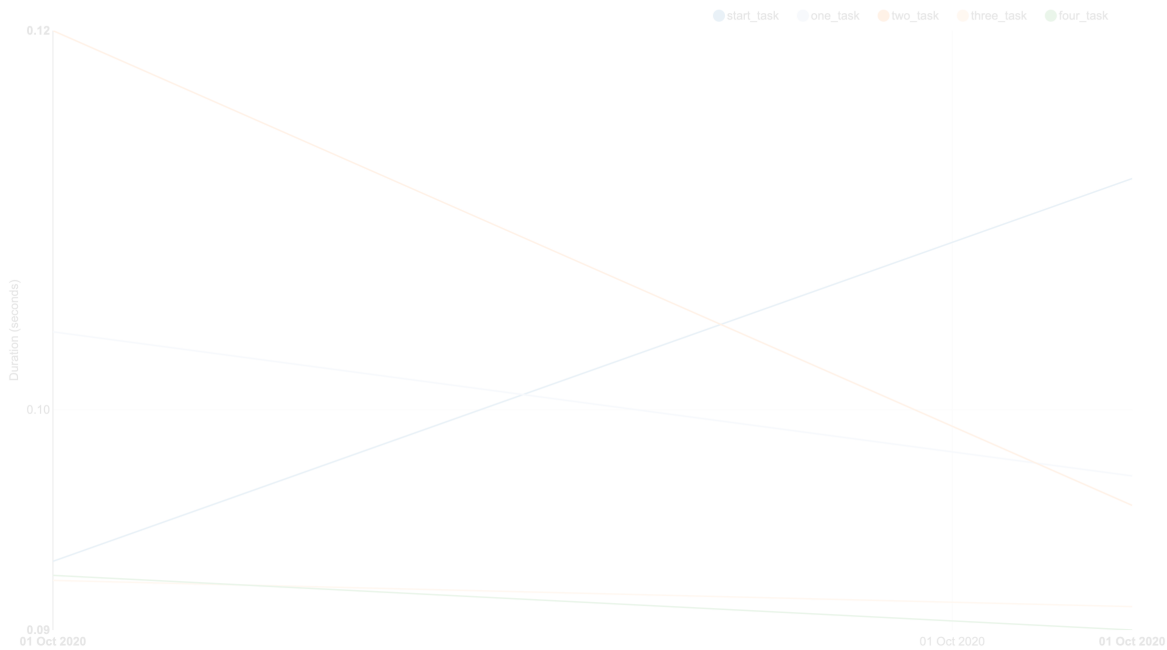 start_task one_task two_task three_task four_task
0.12
Duration (seconds)
0.10
0.09
01 Oct 2020 01 Oct 2020 01 Oct 2020